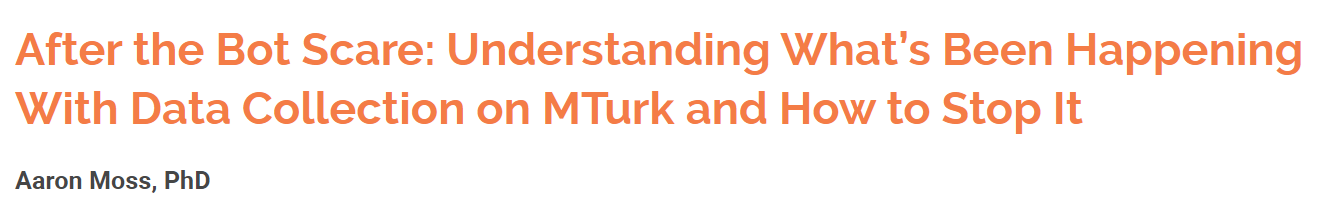 After the Bot Scare: Understanding What’s Been Happening
With Data Collection on MTurk and How to Stop It
Aaron Moss, PhD